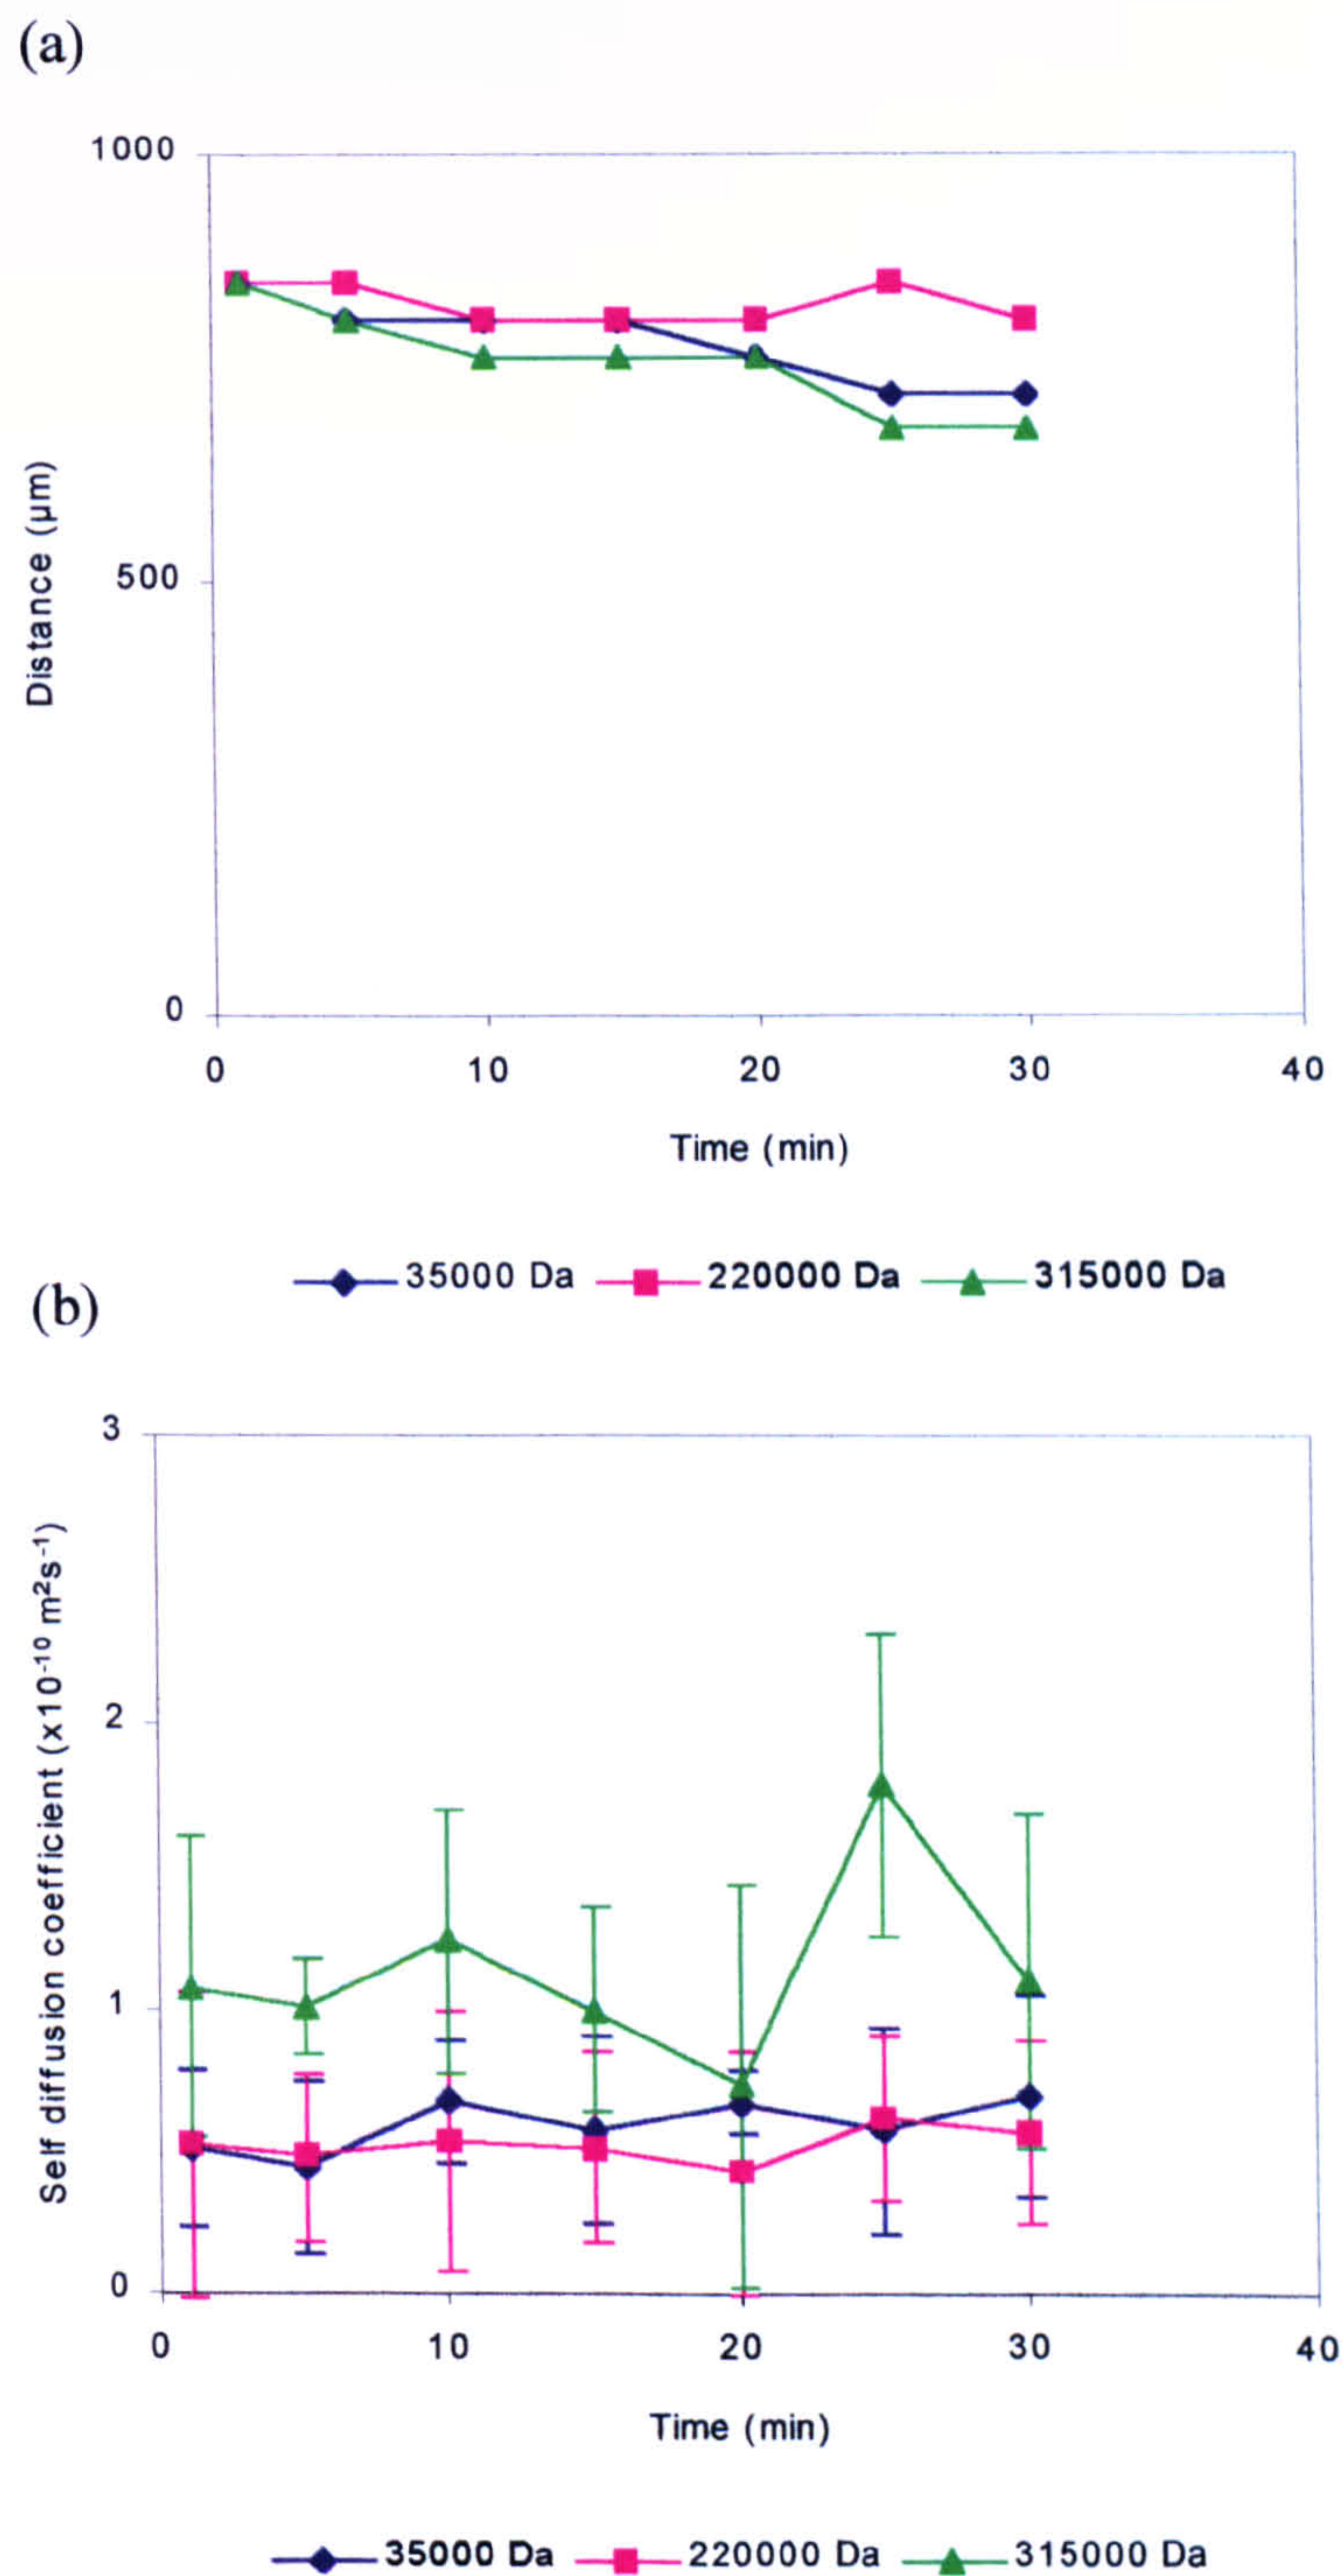 (a)
1000
500
0
Distance (µm)
0 10 20 30 40
Time (min)
35000 Da 220000 Da 315000 Da
(b)
3
2
1
0
Self diffusion coefficient (x10⁻¹⁰ m²s⁻¹)
0 10 20 30 40
Time (min)
35000 Da 220000 Da 315000 Da